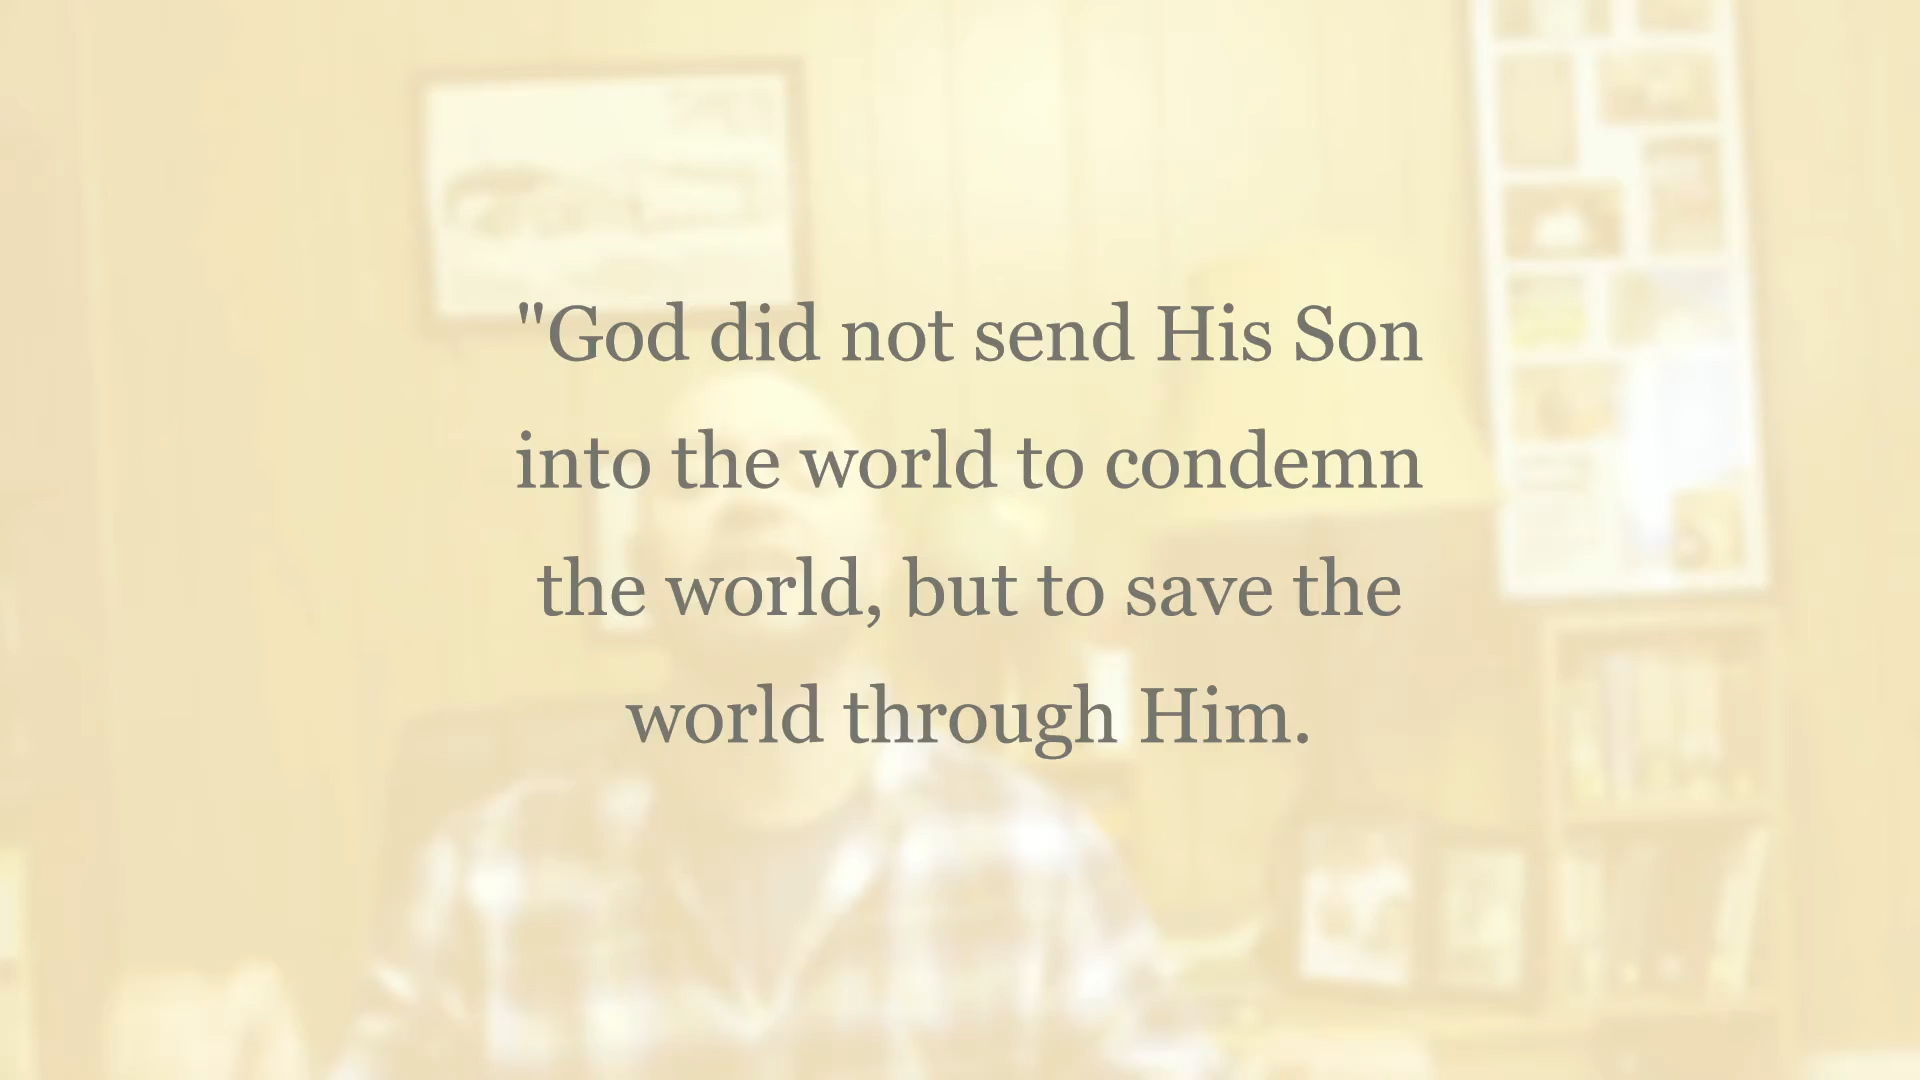 "God did not send His Son
into the world to condemn
the world, but to save the
world through Him.